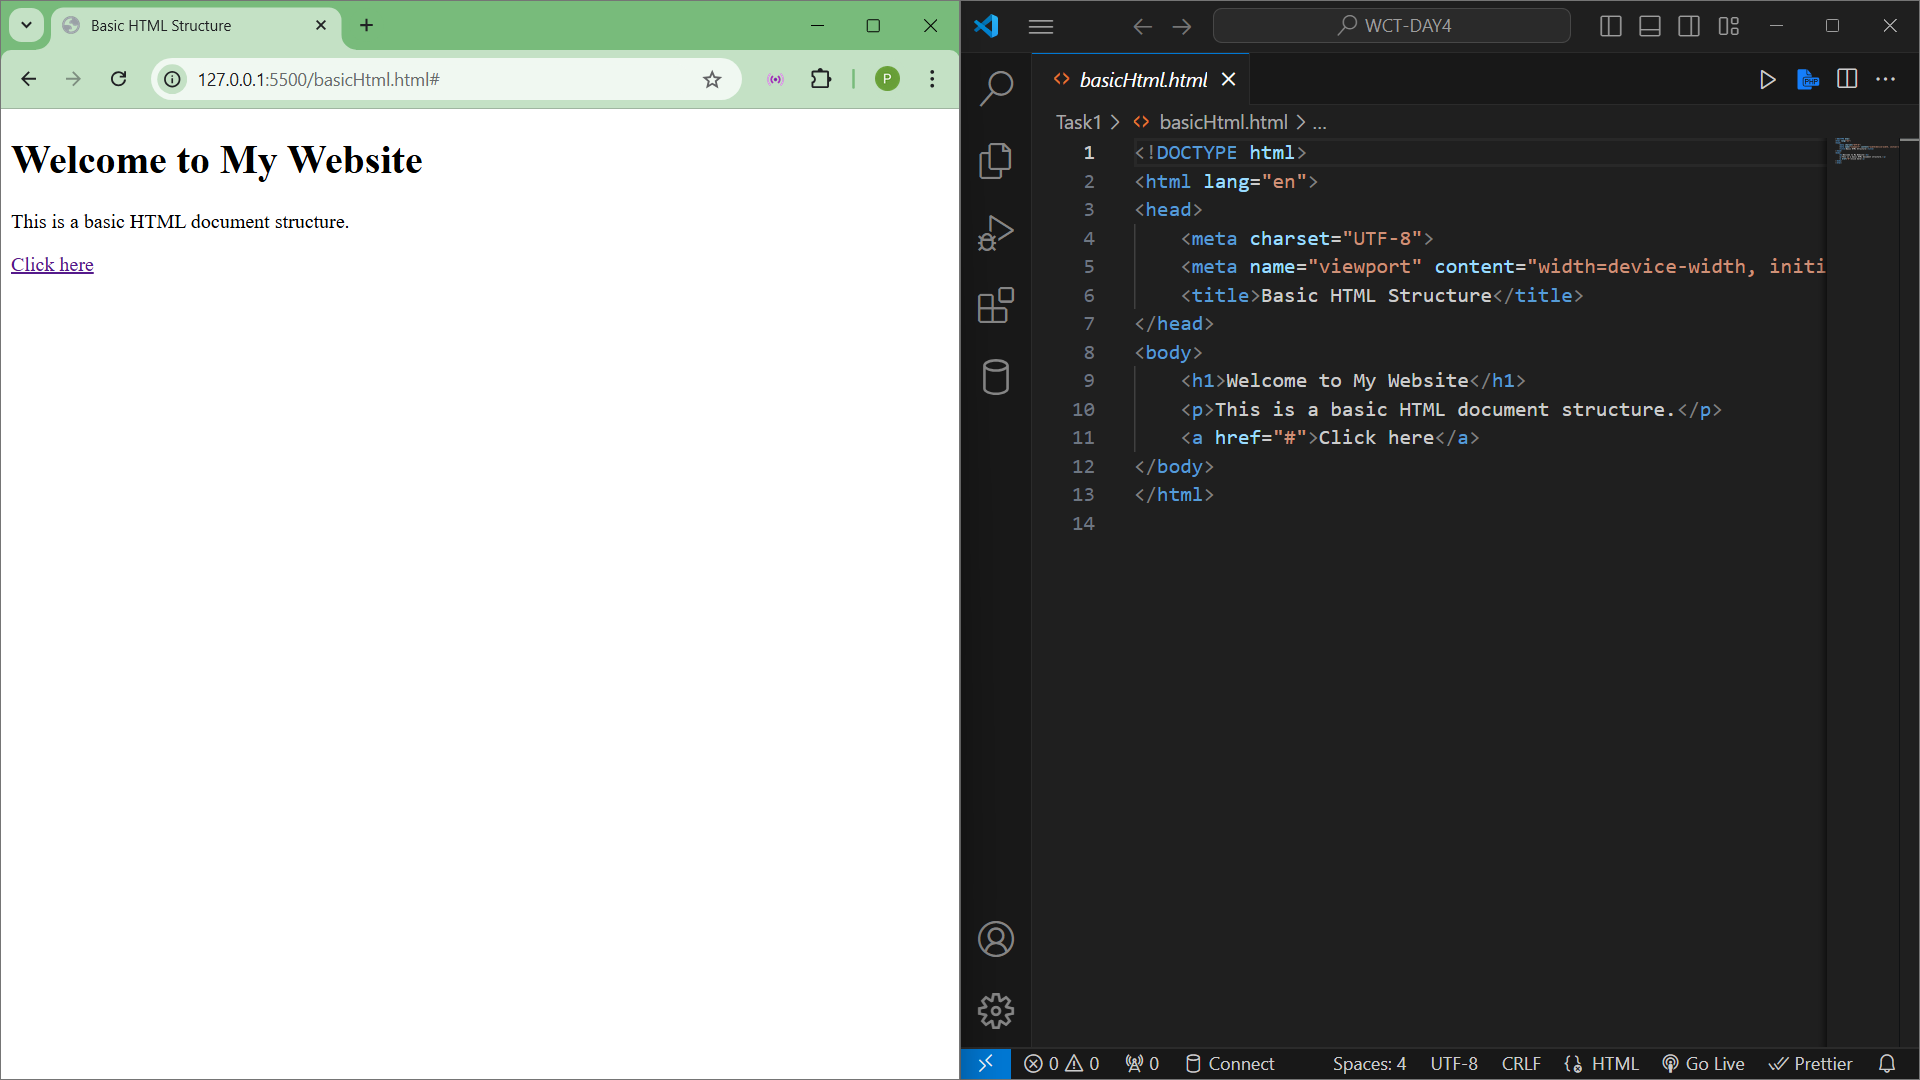 Basic HTML Structure
127.0.0.1:5500/basicHtml.html#
P
Welcome to My Website
This is a basic HTML document structure.
Click here
WCT-DAY4
basicHtml.html
Task1 > <> basicHtml.html > ...
1 <!DOCTYPE html>
2 <html lang="en">
3 <head>
4 <meta charset="UTF-8">
5 <meta name="viewport" content="width=device-width, initi
6 <title>Basic HTML Structure</title>
7 </head>
8 <body>
9 <h1>Welcome to My Website</h1>
10 <p>This is a basic HTML document structure.</p>
11 <a href="#">Click here</a>
12 </body>
13 </html>
14
0 0 0 Connect Spaces: 4 UTF-8 CRLF HTML Go Live Prettier